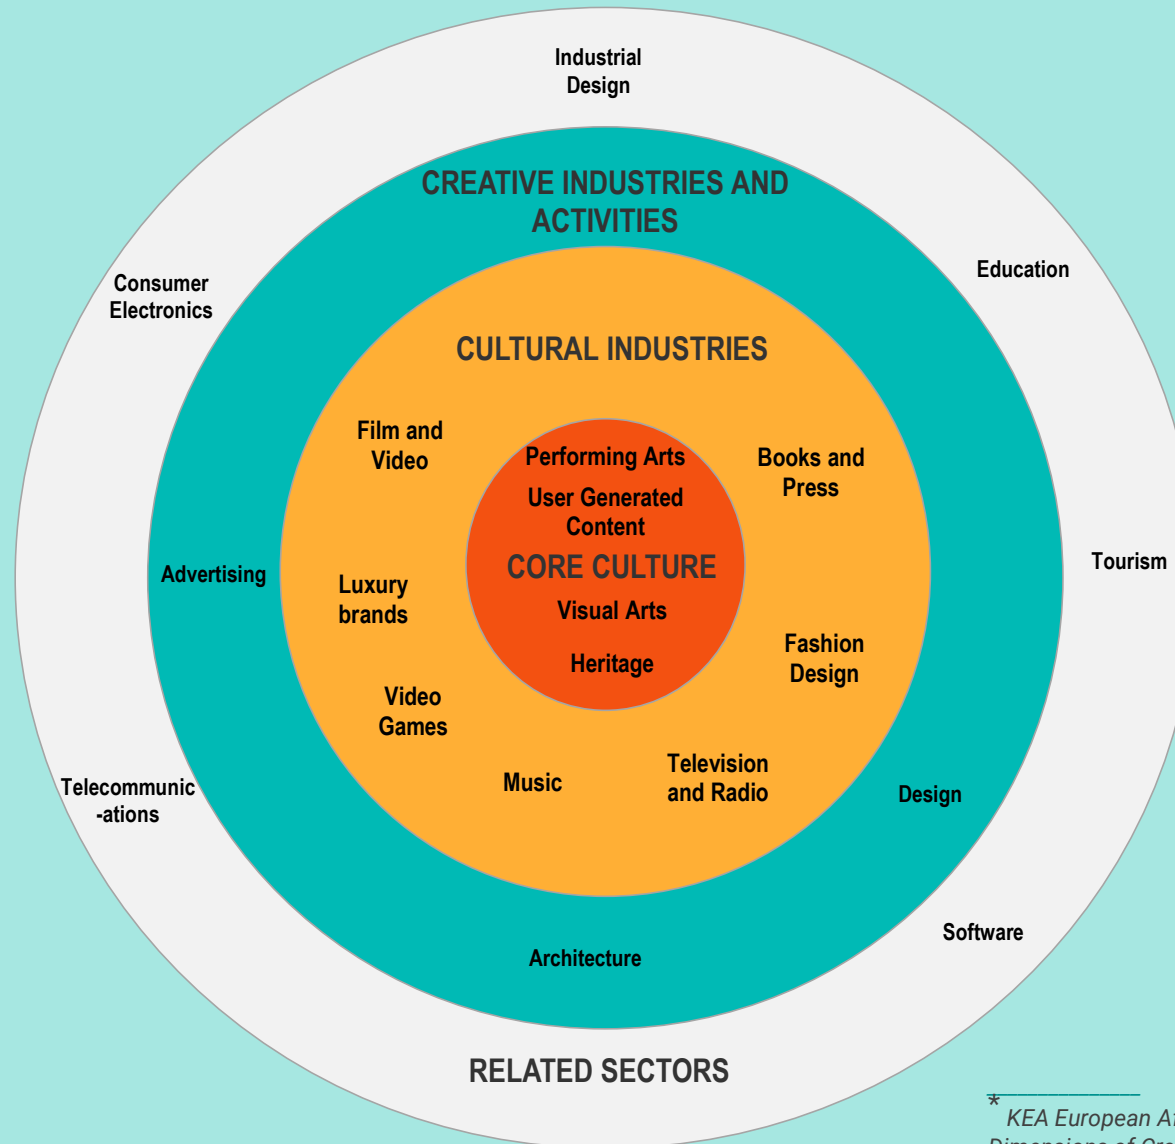 Industrial
Design
CREATIVE INDUSTRIES AND
ACTIVITIES
Consumer
Electronics
Education
CULTURAL INDUSTRIES
Film and
Video
Performing Arts
Books and
Press
User Generated
Content
CORE CULTURE
Tourism
Advertising
Luxury
brands
Visual Arts
Fashion
Design
Heritage
Video
Games
Telecommunic
-ations
Music
Television
and Radio
Design
Software
Architecture
RELATED SECTORS
* KEA European